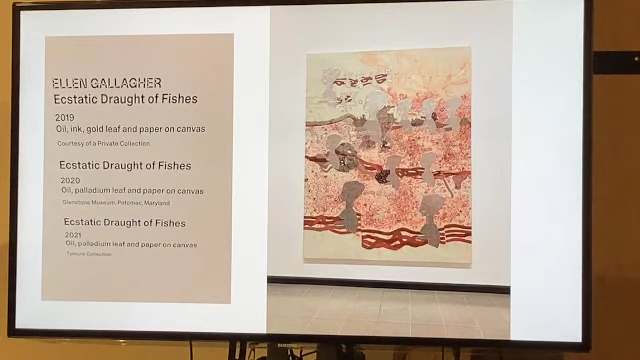 ELLEN GALLAGHER
Ecstatic Draught of Fishes
2019
Oil, ink, gold leaf and paper on canvas
Courtesy of a Private Collection
Ecstatic Draught of Fishes
2020
Oil, palladium leaf and paper on canvas
Glenstone Museum, Potomac, Maryland
Ecstatic Draught of Fishes
2021
Oil, palladium leaf and paper on canvas
Collection
SAMSUNG